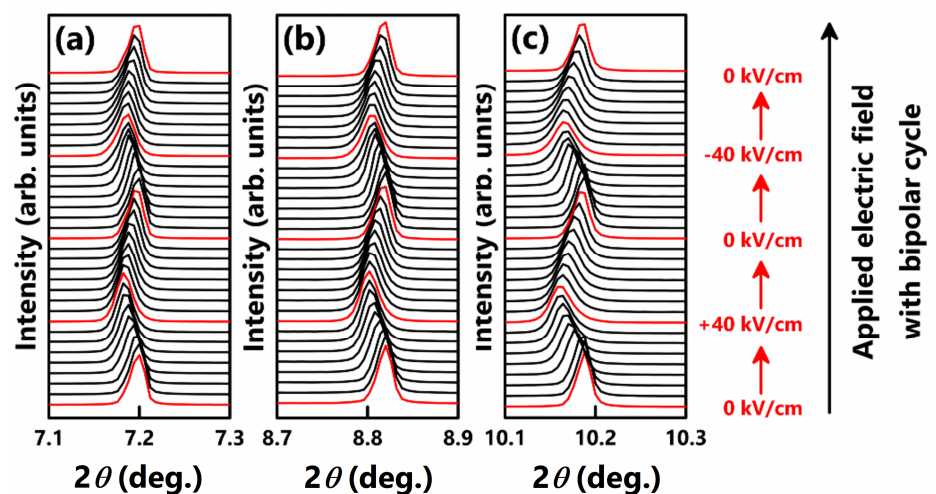 (a)
(b)
(c)
Intensity (arb. units)
Intensity (arb. units)
Intensity (arb. units)
7.1 7.2 7.3
8.7 8.8 8.9
10.1 10.2 10.3
2θ (deg.)
2θ (deg.)
2θ (deg.)
0 kV/cm
-40 kV/cm
0 kV/cm
+40 kV/cm
0 kV/cm
Applied electric field
with bipolar cycle